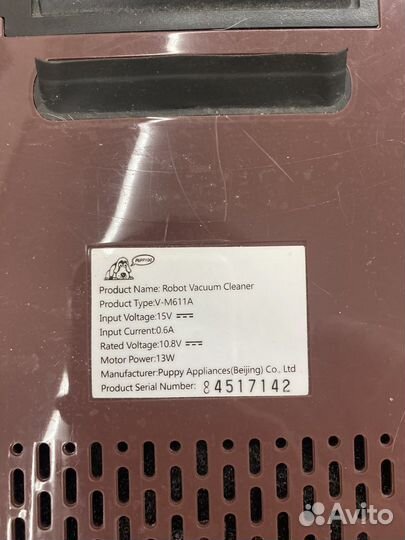 PUPPYOO
Product Name: Robot Vacuum Cleaner
Product Type:V-M611A
Input Voltage:15V
Input Current:0.6A
Rated Voltage:10.8V
Motor Power:13W
Manufacturer:Puppy Appliances(Beijing) Co., Ltd
Product Serial Number: 84517142
Avito